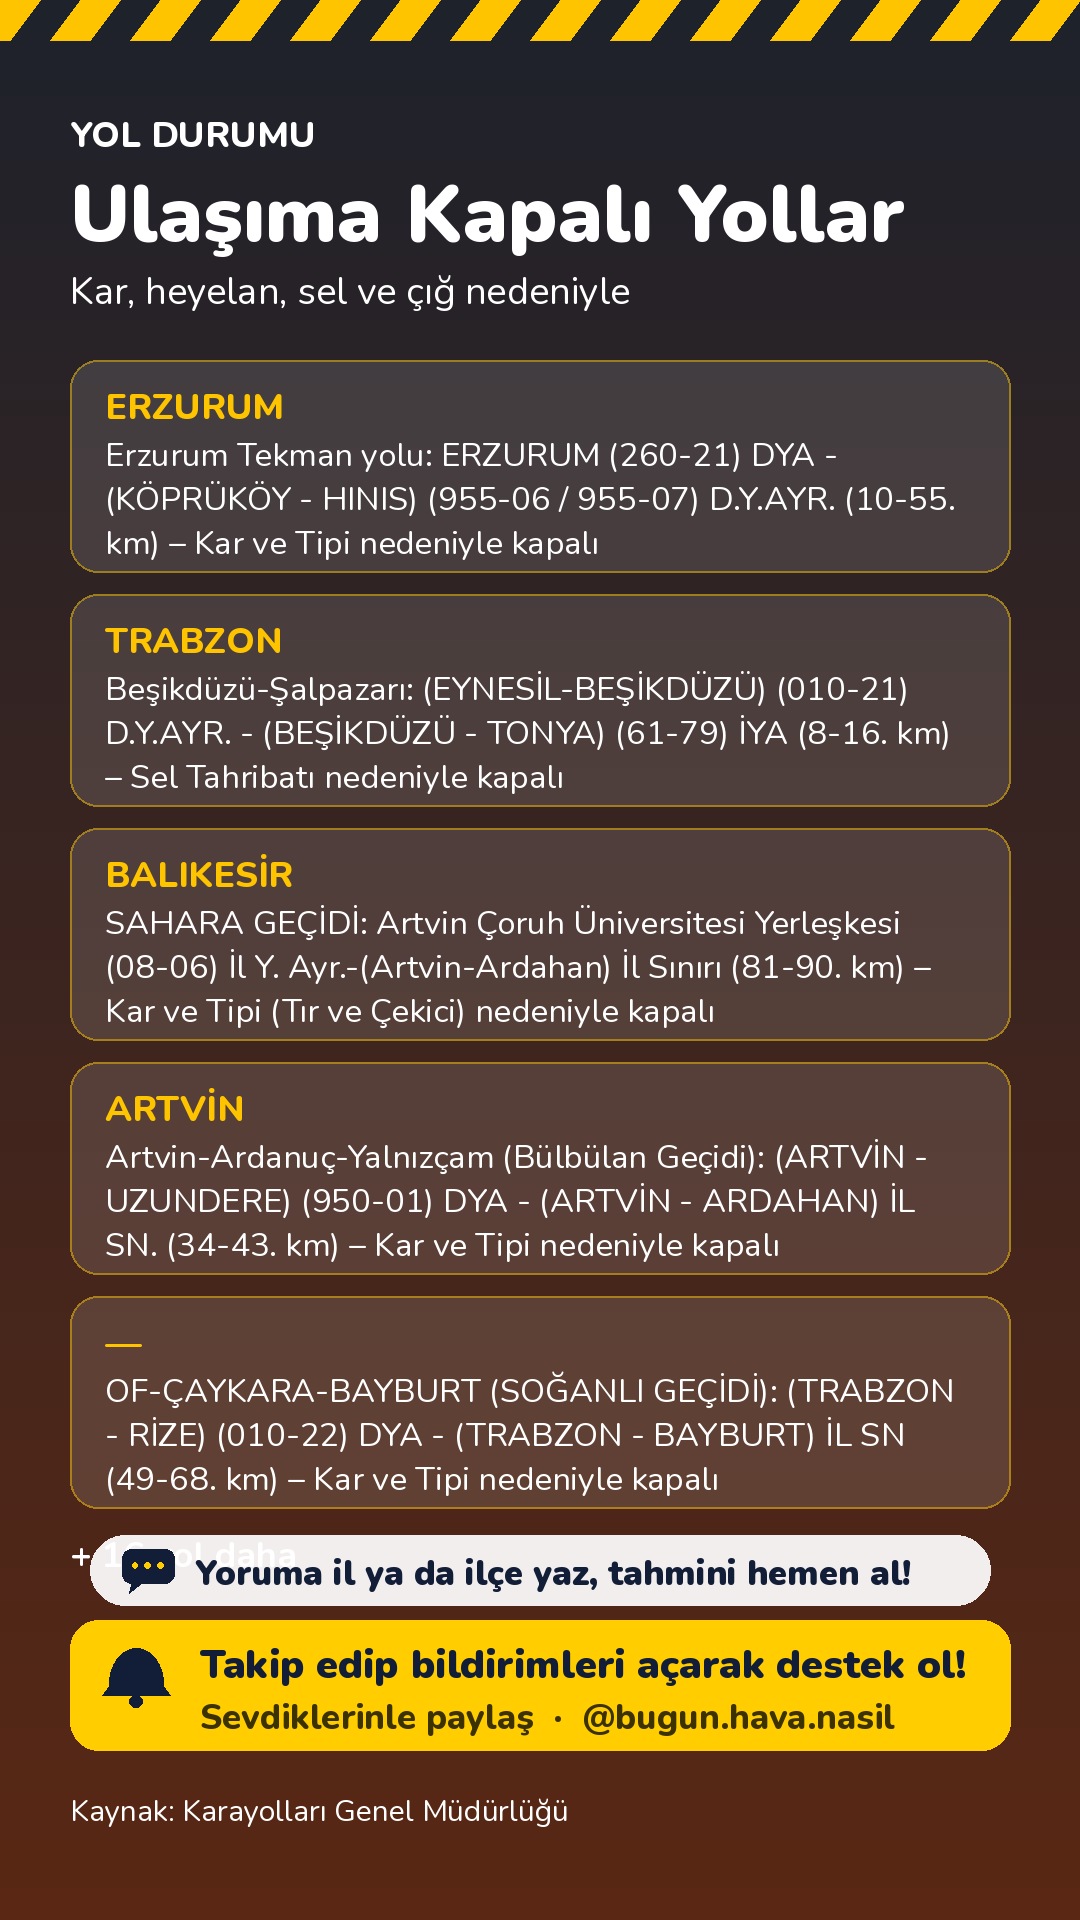 YOL DURUMU
Ulaşıma Kapalı Yollar
Kar, heyelan, sel ve çığ nedeniyle
ERZURUM
Erzurum Tekman yolu: ERZURUM (260-21) DYA -
(KÖPRÜKÖY - HINIS) (955-06 / 955-07) D.Y.AYR. (10-55.
km) – Kar ve Tipi nedeniyle kapalı
TRABZON
Beşikdüzü-Şalpazarı: (EYNESİL-BEŞİKDÜZÜ) (010-21)
D.Y.AYR. - (BEŞİKDÜZÜ - TONYA) (61-79) İYA (8-16. km)
– Sel Tahribatı nedeniyle kapalı
BALIKESİR
SAHARA GEÇİDİ: Artvin Çoruh Üniversitesi Yerleşkesi
(08-06) İl Y. Ayr.-(Artvin-Ardahan) İl Sınırı (81-90. km) –
Kar ve Tipi (Tır ve Çekici) nedeniyle kapalı
ARTVİN
Artvin-Ardanuç-Yalnızçam (Bülbülan Geçidi): (ARTVİN -
UZUNDERE) (950-01) DYA - (ARTVİN - ARDAHAN) İL
SN. (34-43. km) – Kar ve Tipi nedeniyle kapalı
—
OF-ÇAYKARA-BAYBURT (SOĞANLI GEÇİDİ): (TRABZON
- RİZE) (010-22) DYA - (TRABZON - BAYBURT) İL SN
(49-68. km) – Kar ve Tipi nedeniyle kapalı
+ yol daha
Yoruma il ya da ilçe yaz, tahmini hemen al!
Takip edip bildirimleri açarak destek ol!
Sevdiklerinle paylaş · @bugun.hava.nasil
Kaynak: Karayolları Genel Müdürlüğü